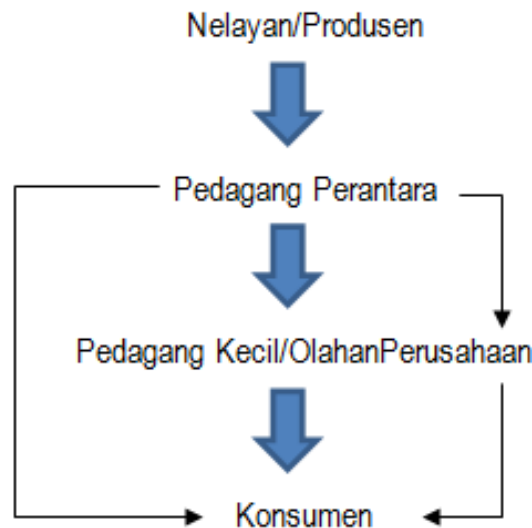 Nelayan/Produsen
Pedagang Perantara
Pedagang Kecil/OlahanPerusahaan
Konsumen